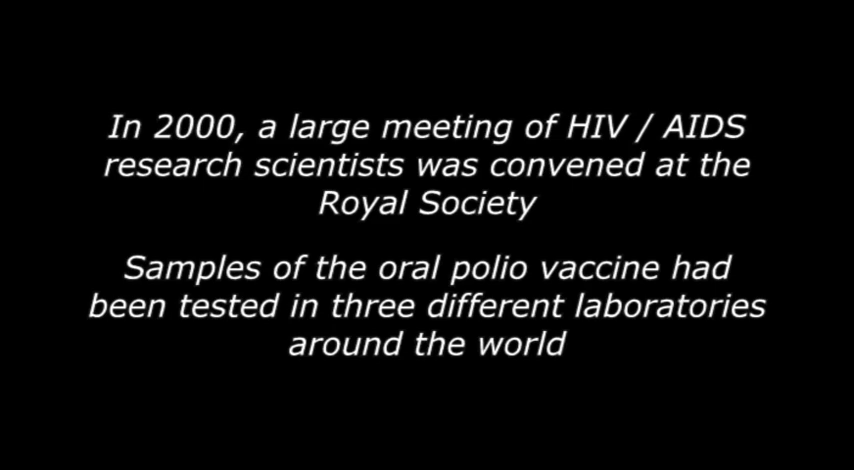 In 2000, a large meeting of HIV / AIDS
research scientists was convened at the
Royal Society
Samples of the oral polio vaccine had
been tested in three different laboratories
around the world